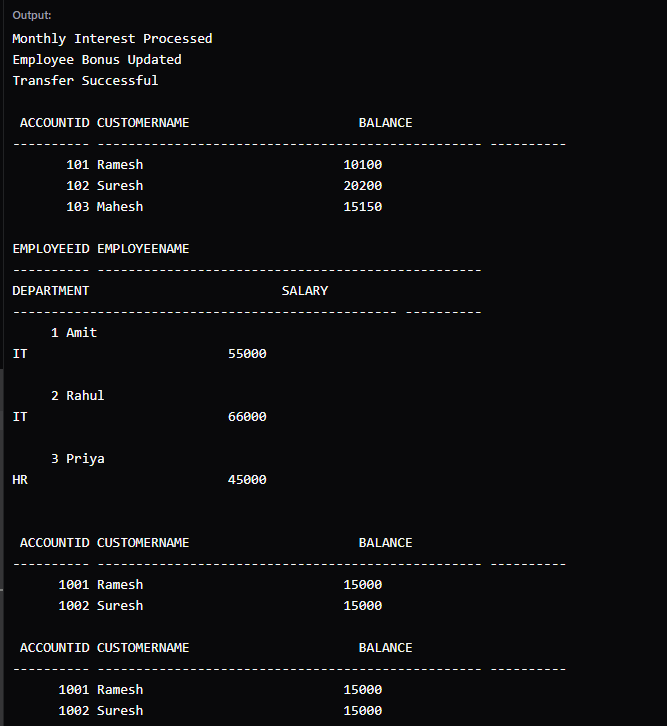 Output:
Monthly Interest Processed
Employee Bonus Updated
Transfer Successful
 ACCOUNTID CUSTOMERNAME                      BALANCE
---------- -------------------------------------------------- ----------
       101 Ramesh                          10100
       102 Suresh                          20200
       103 Mahesh                          15150
EMPLOYEEID EMPLOYEENAME
---------- --------------------------------------------------
DEPARTMENT                         SALARY
-------------------------------------------------- ----------
     1 Amit
IT                          55000
     2 Rahul
IT                          66000
     3 Priya
HR                          45000
 ACCOUNTID CUSTOMERNAME                      BALANCE
---------- -------------------------------------------------- ----------
      1001 Ramesh                          15000
      1002 Suresh                          15000
 ACCOUNTID CUSTOMERNAME                      BALANCE
---------- -------------------------------------------------- ----------
      1001 Ramesh                          15000
      1002 Suresh                          15000